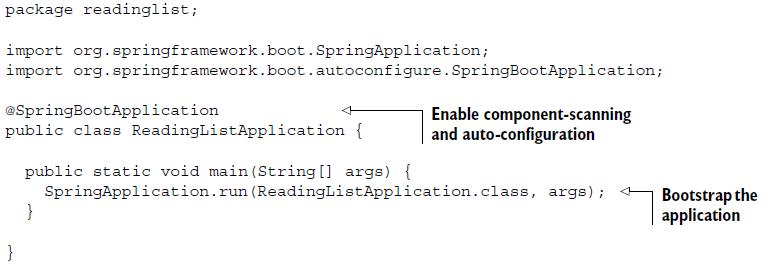 package readinglist;
import org.springframework.boot.SpringApplication;
import org.springframework.boot.autoconfigure.SpringBootApplication;
@SpringBootApplication
public class ReadingListApplication {
Enable component-scanning
and auto-configuration
public static void main(String[] args) {
SpringApplication.run(ReadingListApplication.class, args);
}
Bootstrap the
application
}